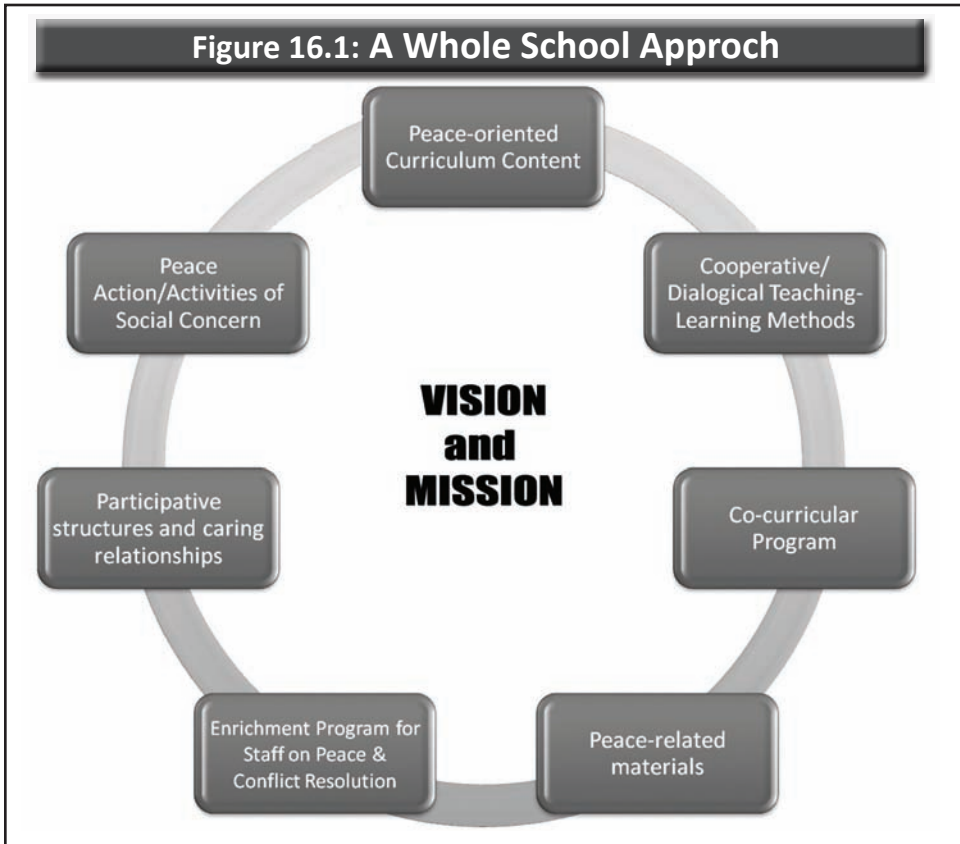 Figure 16.1: A Whole School Approch
Peace-oriented
Curriculum Content
Cooperative/
Dialogical Teaching-
Learning Methods
Co-curricular
Program
Peace-related
materials
Enrichment Program for
Staff on Peace &
Conflict Resolution
Participative
structures and caring
relationships
Peace
Action/Activities of
Social Concern
VISION
and
MISSION